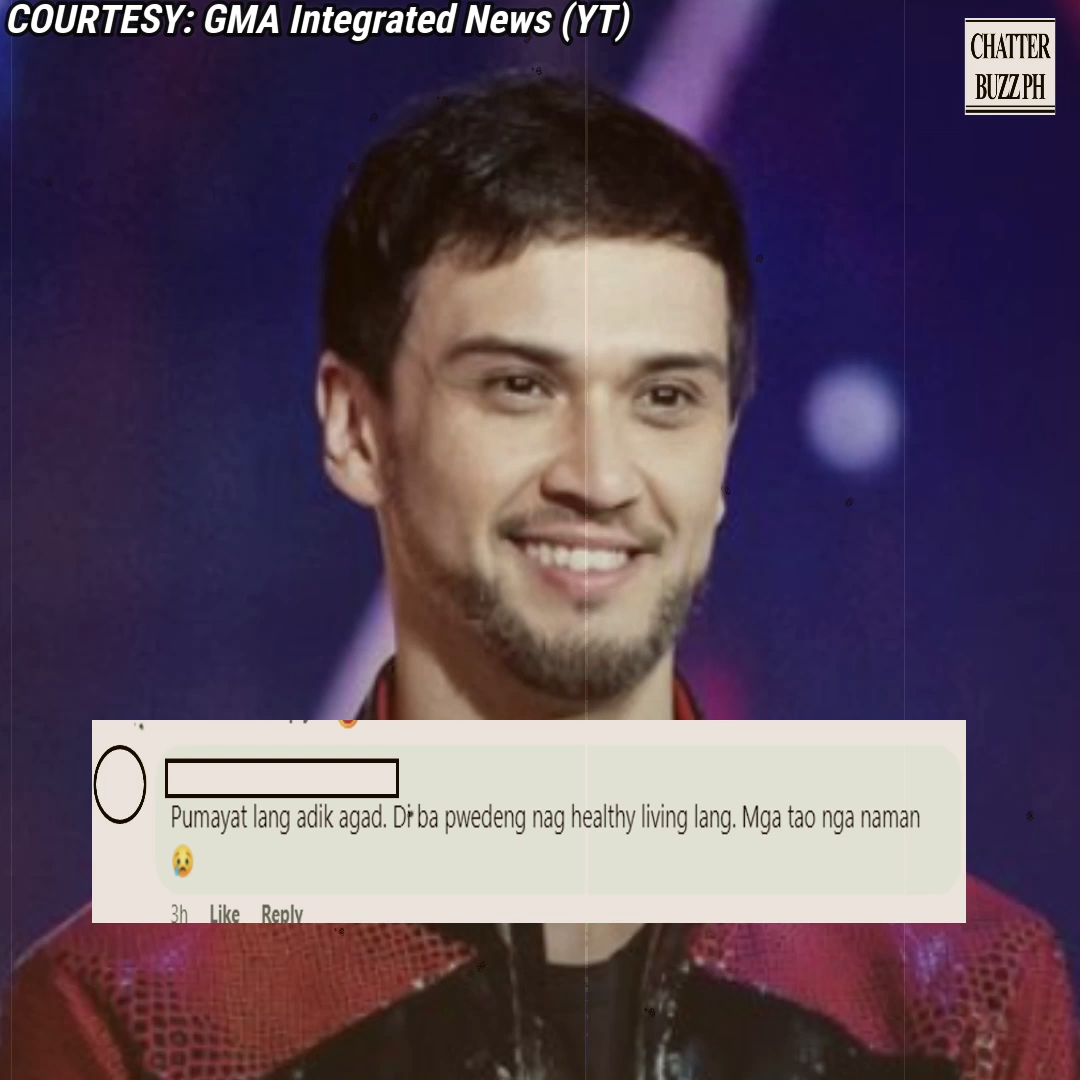 COURTESY: GMA Integrated News (YT)
CHATTER
BUZZ PH
Pumayat lang adik agad. Di ba pwedeng nag healthy living lang. Mga tao nga naman
😢
3h Like Reply